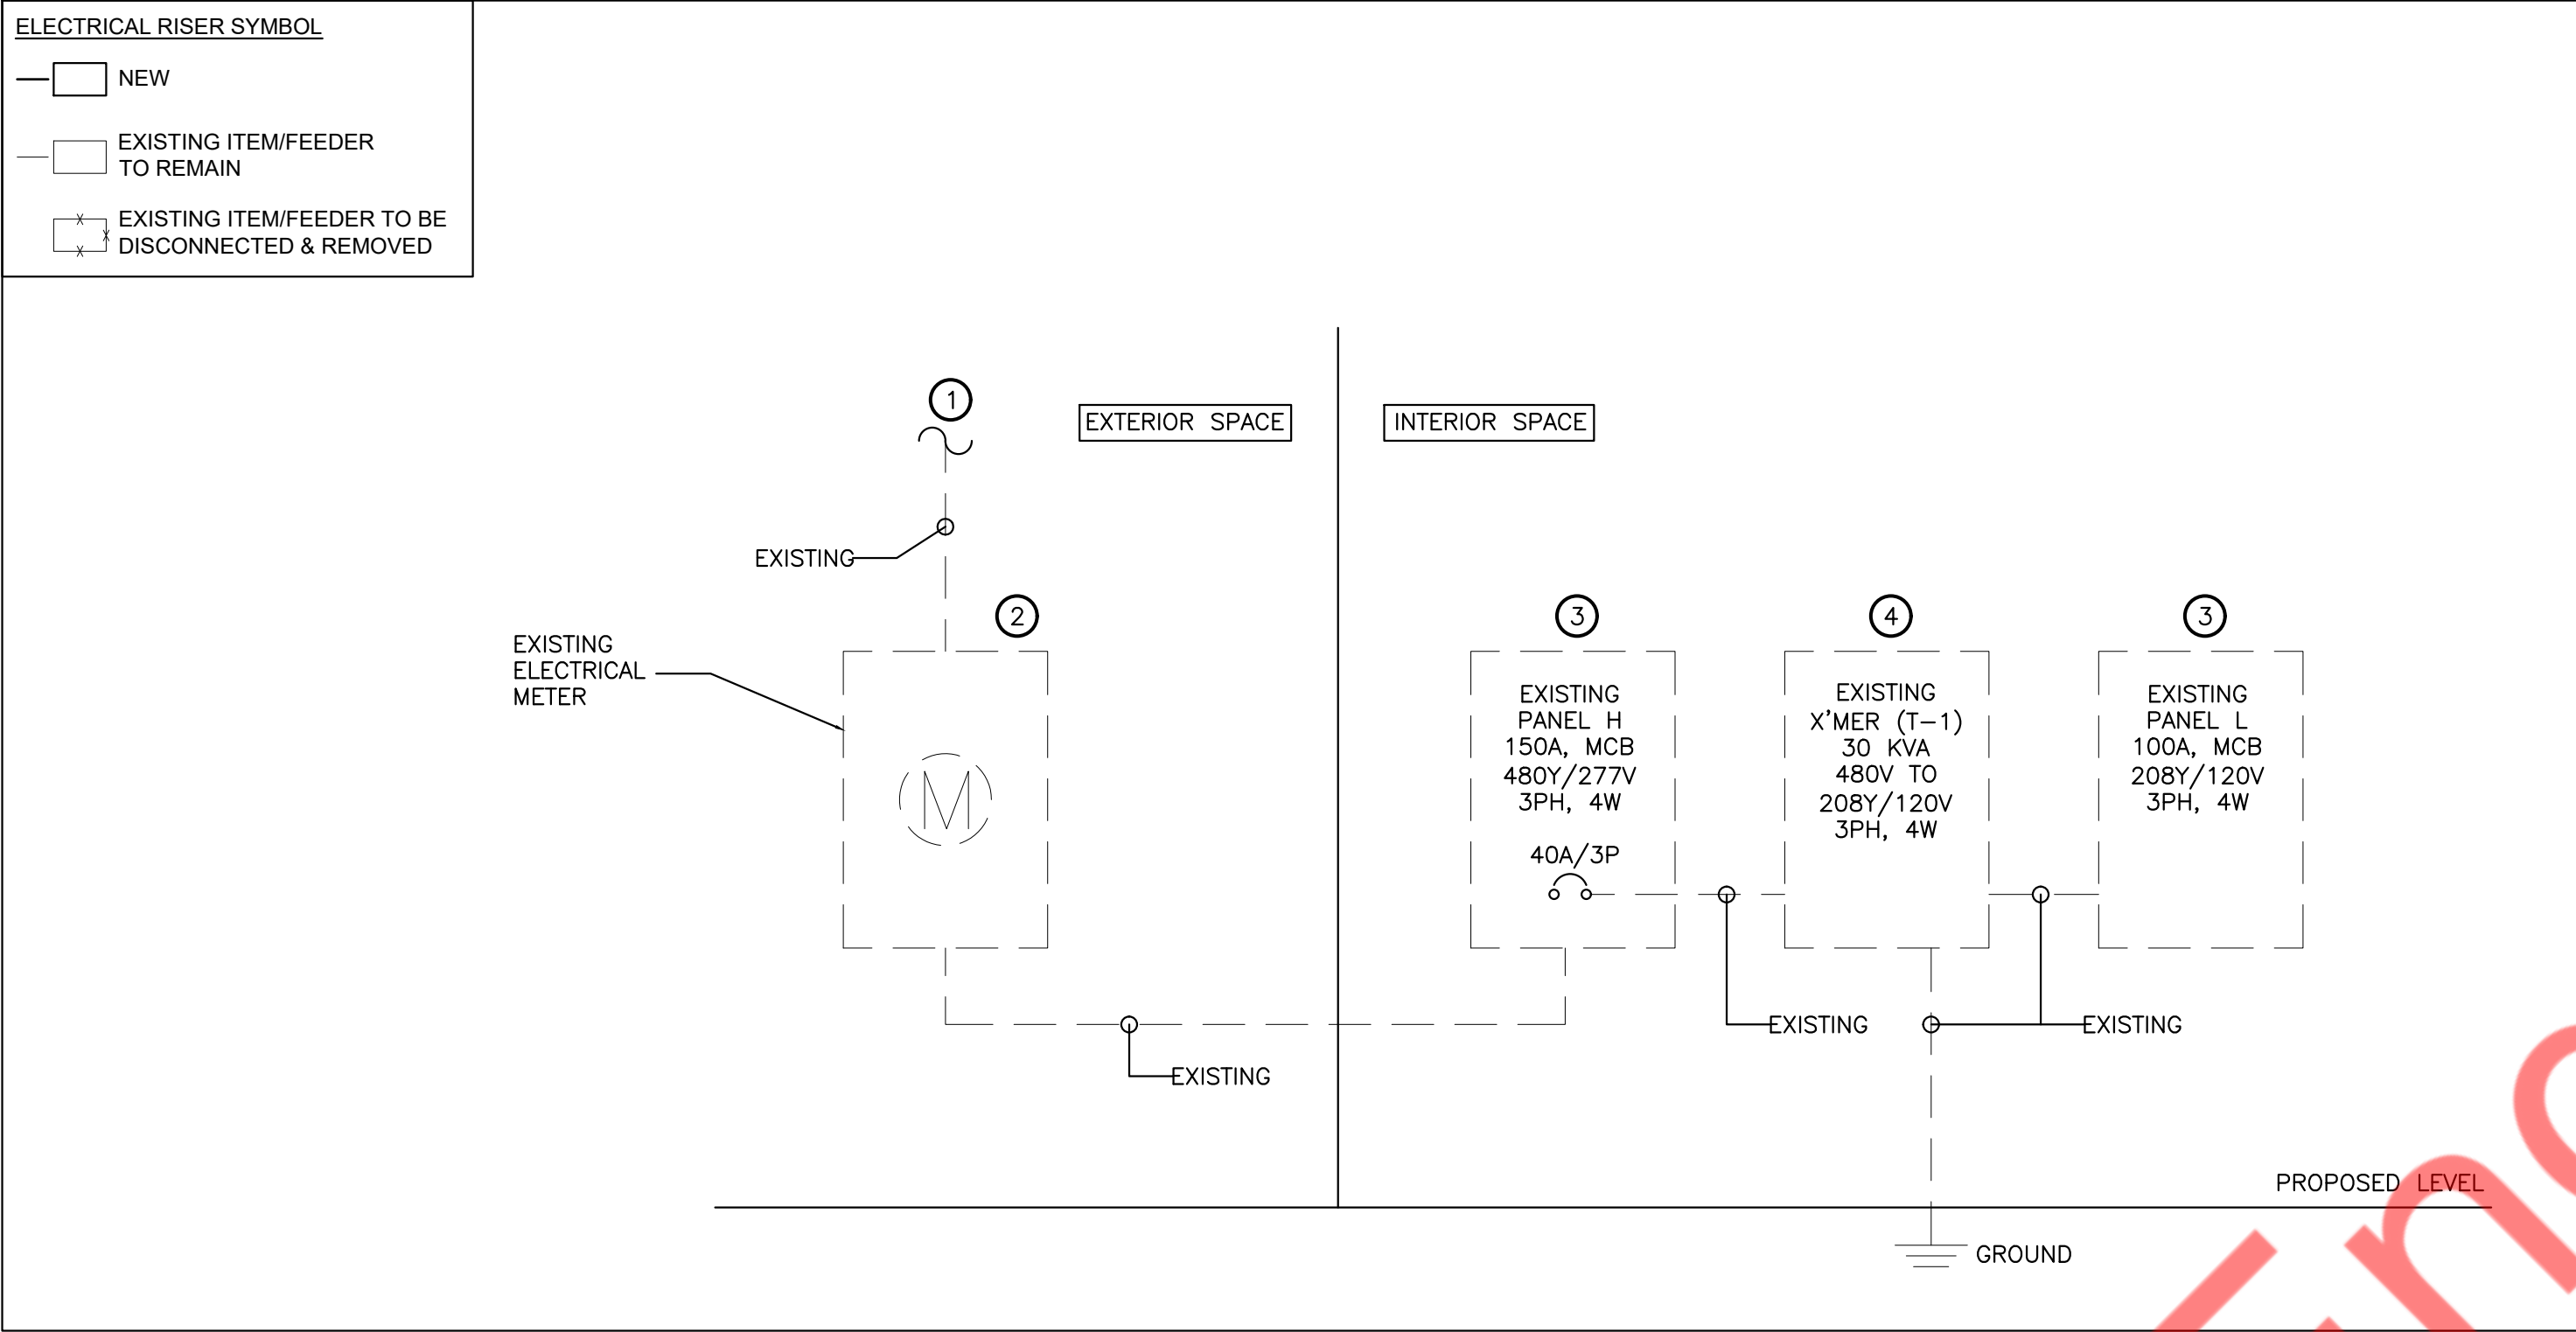 ELECTRICAL RISER SYMBOL
NEW
EXISTING ITEM/FEEDER
TO REMAIN
EXISTING ITEM/FEEDER TO BE
DISCONNECTED & REMOVED
1
EXTERIOR SPACE
INTERIOR SPACE
EXISTING
2
EXISTING
ELECTRICAL
METER
M
3
EXISTING
PANEL H
150A, MCB
480Y/277V
3PH, 4W
40A/3P
4
EXISTING
X'MER (T-1)
30 KVA
480V TO
208Y/120V
3PH, 4W
3
EXISTING
PANEL L
100A, MCB
208Y/120V
3PH, 4W
EXISTING
EXISTING
EXISTING
PROPOSED LEVEL
GROUND